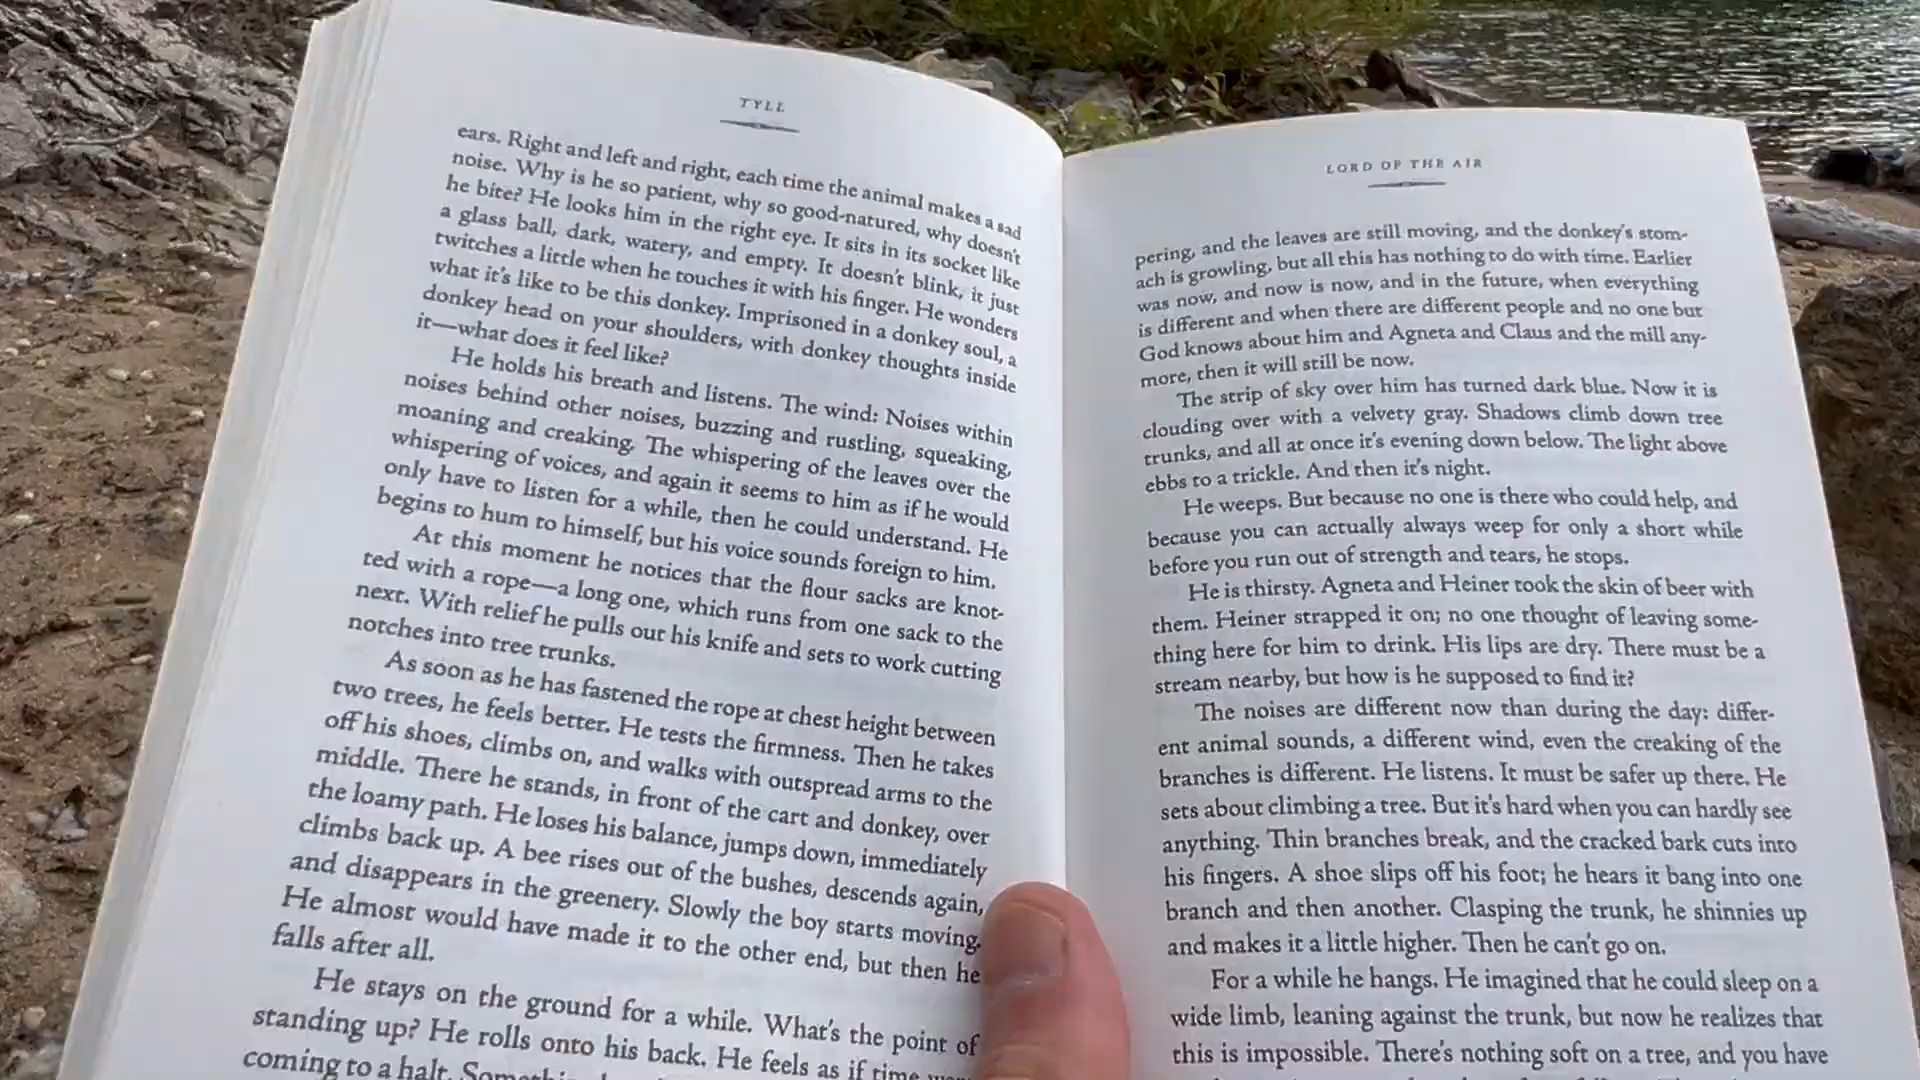 TYLL
ears. Right and left and right, each time the animal makes a sad
noise. Why is he so patient, why so good-natured, why doesn't
he bite? He looks him in the right eye. It sits in its socket like
a glass ball, dark, watery, and empty. It doesn't blink, it just
twitches a little when he touches it with his finger. He wonders
what it's like to be this donkey. Imprisoned in a donkey soul, a
donkey head on your shoulders, with donkey thoughts inside
it—what does it feel like?
He holds his breath and listens. The wind: Noises within
noises behind other noises, buzzing and rustling, squeaking,
moaning and creaking. The whispering of the leaves over the
whispering of voices, and again it seems to him as if he would
only have to listen for a while, then he could understand. He
begins to hum to himself, but his voice sounds foreign to him.
At this moment he notices that the flour sacks are knot-
ted with a rope—a long one, which runs from one sack to the
next. With relief he pulls out his knife and sets to work cutting
notches into tree trunks.
As soon as he has fastened the rope at chest height between
two trees, he feels better. He tests the firmness. Then he takes
off his shoes, climbs on, and walks with outspread arms to the
middle. There he stands, in front of the cart and donkey, over
the loamy path. He loses his balance, jumps down, immediately
climbs back up. A bee rises out of the bushes, descends again,
and disappears in the greenery. Slowly the boy starts moving.
He almost would have made it to the other end, but then he
falls after all.
He stays on the ground for a while. What's the point of
standing up? He rolls onto his back. He feels as if time
coming to a halt.
LORD OF THE AIR
pering, and the leaves are still moving, and the donkey's stom-
ach is growling, but all this has nothing to do with time. Earlier
was now, and now is now, and in the future, when everything
is different and when there are different people and no one but
God knows about him and Agneta and Claus and the mill any-
more, then it will still be now.
The strip of sky over him has turned dark blue. Now it is
clouding over with a velvety gray. Shadows climb down tree
trunks, and all at once it's evening down below. The light above
ebbs to a trickle. And then it's night.
He weeps. But because no one is there who could help, and
because you can actually always weep for only a short while
before you run out of strength and tears, he stops.
He is thirsty. Agneta and Heiner took the skin of beer with
them. Heiner strapped it on; no one thought of leaving some-
thing here for him to drink. His lips are dry. There must be a
stream nearby, but how is he supposed to find it?
The noises are different now than during the day: differ-
ent animal sounds, a different wind, even the creaking of the
branches is different. He listens. It must be safer up there. He
sets about climbing a tree. But it's hard when you can hardly see
anything. Thin branches break, and the cracked bark cuts into
his fingers. A shoe slips off his foot; he hears it bang into one
branch and then another. Clasping the trunk, he shinnies up
and makes it a little higher. Then he can't go on.
For a while he hangs. He imagined that he could sleep on a
wide limb, leaning against the trunk, but now he realizes that
this is impossible. There's nothing soft on a tree, and you have